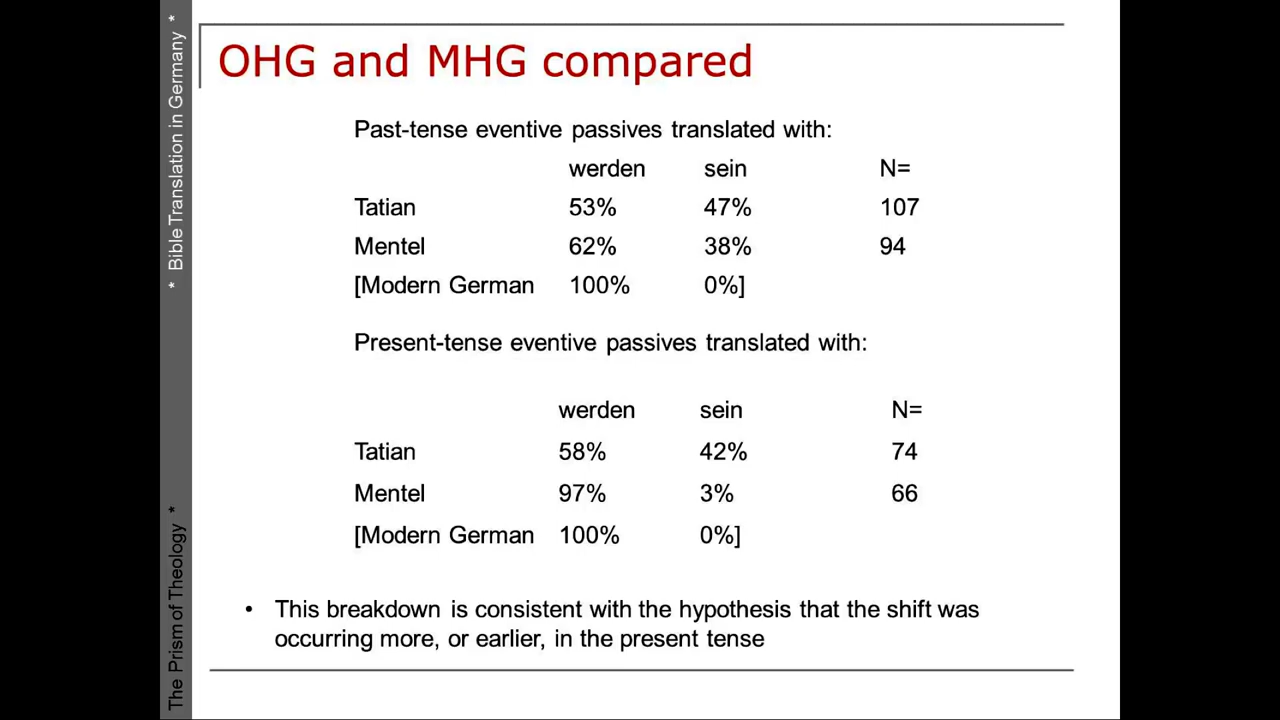 OHG and MHG compared
Past-tense eventive passives translated with:
werden sein N=
Tatian 53% 47% 107
Mentel 62% 38% 94
[Modern German 100% 0%]
Present-tense eventive passives translated with:
werden sein N=
Tatian 58% 42% 74
Mentel 97% 3% 66
[Modern German 100% 0%]
• This breakdown is consistent with the hypothesis that the shift was
occurring more, or earlier, in the present tense
The Prism of Theology * * Bible Translation in Germany *